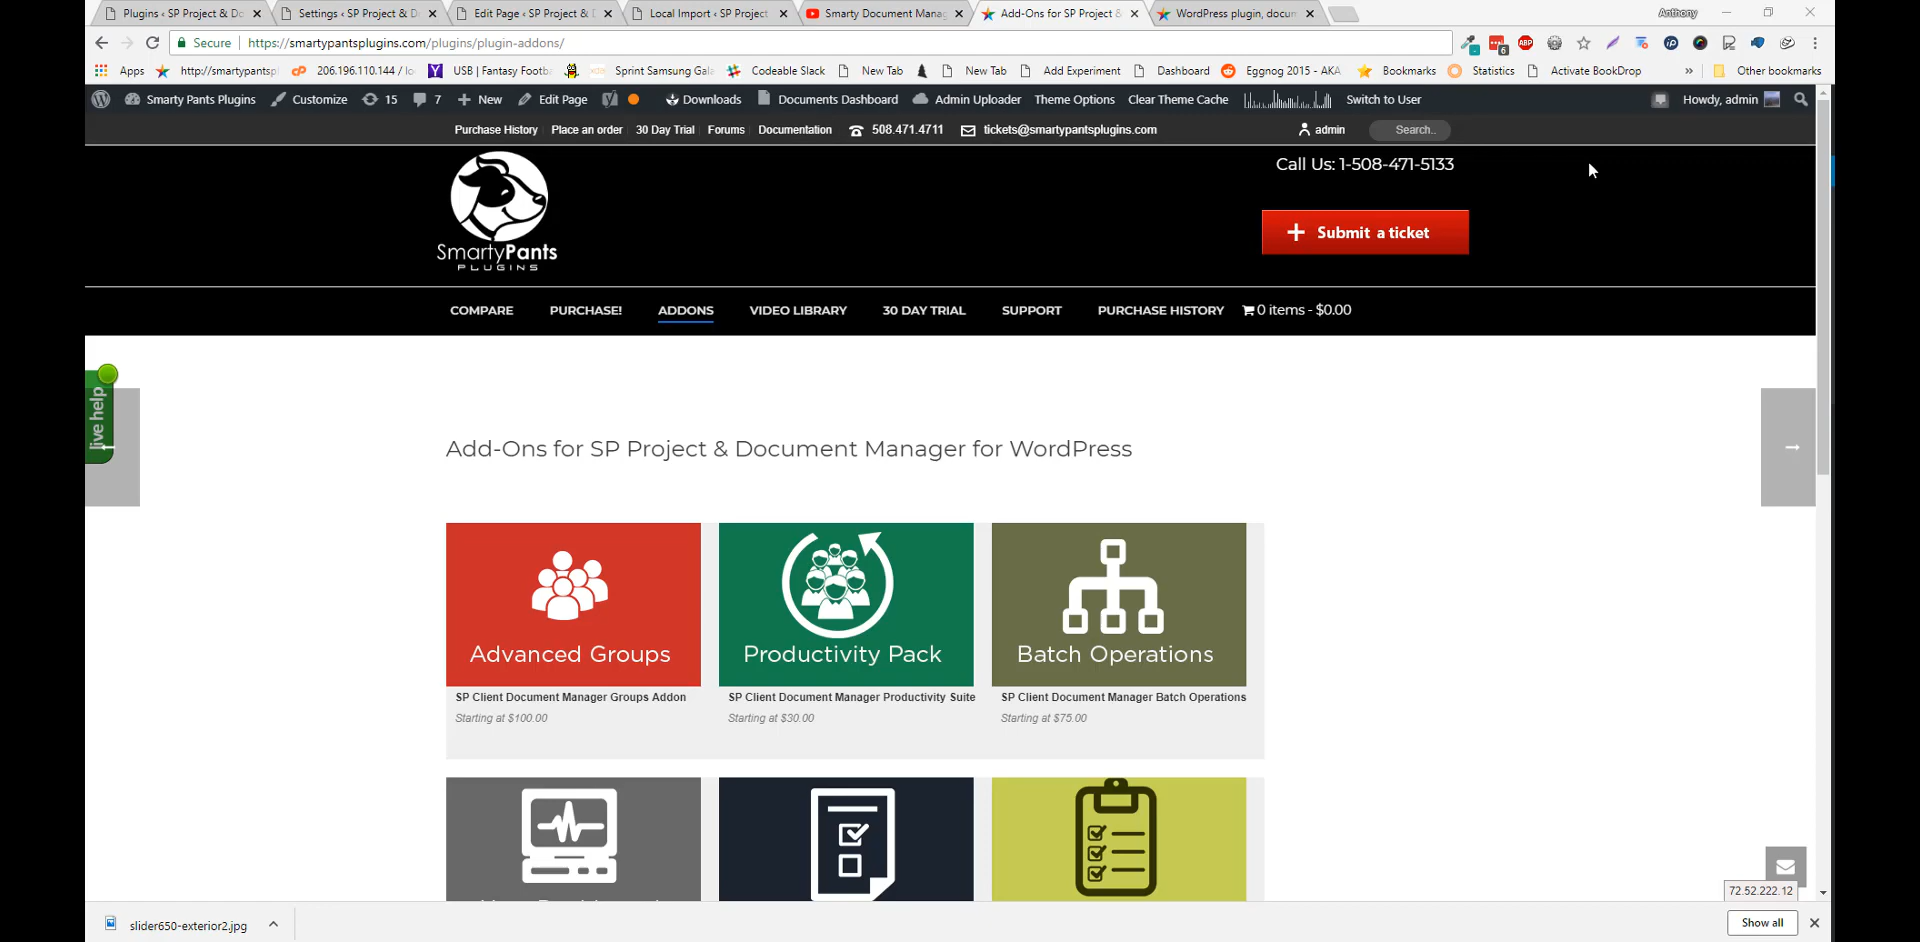 Plugins ‹ SP Project & Do
Settings ‹ SP Project & D
Edit Page ‹ SP Project & D
Local Import ‹ SP Project
Smarty Document Manag
Add-Ons for SP Project &
WordPress plugin, docum
Anthony
Secure
https://smartypantsplugins.com/plugins/plugin-addons/
6
ABP
Apps
http://smartypantsp
206.196.110.144 / lo
USB | Fantasy Footba
Sprint Samsung Gala
Codeable Slack
New Tab
New Tab
Add Experiment
Dashboard
Eggnog 2015 - AKA
Bookmarks
Statistics
Activate BookDrop
»
Other bookmarks
Smarty Pants Plugins
Customize
15
7
New
Edit Page
Downloads
Documents Dashboard
Admin Uploader
Theme Options
Clear Theme Cache
Switch to User
Howdy, admin
Purchase History
Place an order
30 Day Trial
Forums
Documentation
508.471.4711
tickets@smartypantsplugins.com
admin
Search..
Call Us: 1-508-471-5133
SmartyPants
PLUGINS
+ Submit a ticket
COMPARE
PURCHASE!
ADDONS
VIDEO LIBRARY
30 DAY TRIAL
SUPPORT
PURCHASE HISTORY
0 items - $0.00
live help
Add-Ons for SP Project & Document Manager for WordPress
Advanced Groups
Productivity Pack
Batch Operations
SP Client Document Manager Groups Addon
SP Client Document Manager Productivity Suite
SP Client Document Manager Batch Operations
Starting at $100.00
Starting at $30.00
Starting at $75.00
72.52.222.12
slider650-exterior2.jpg
Show all